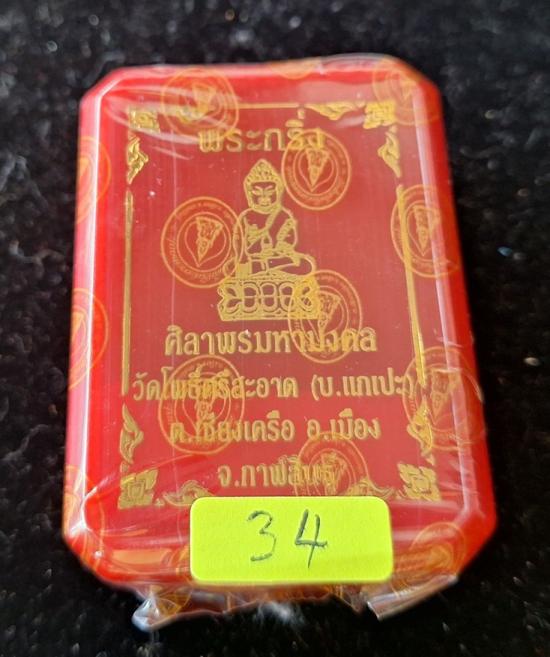 พระกริ่ง
ศิลาพรมหามงคล
วัดโพธิ์ศรีสะอาด (บ.แกเปะ)
ต.เชียงเครือ อ.เมือง
จ.กาฬสินธุ์
34